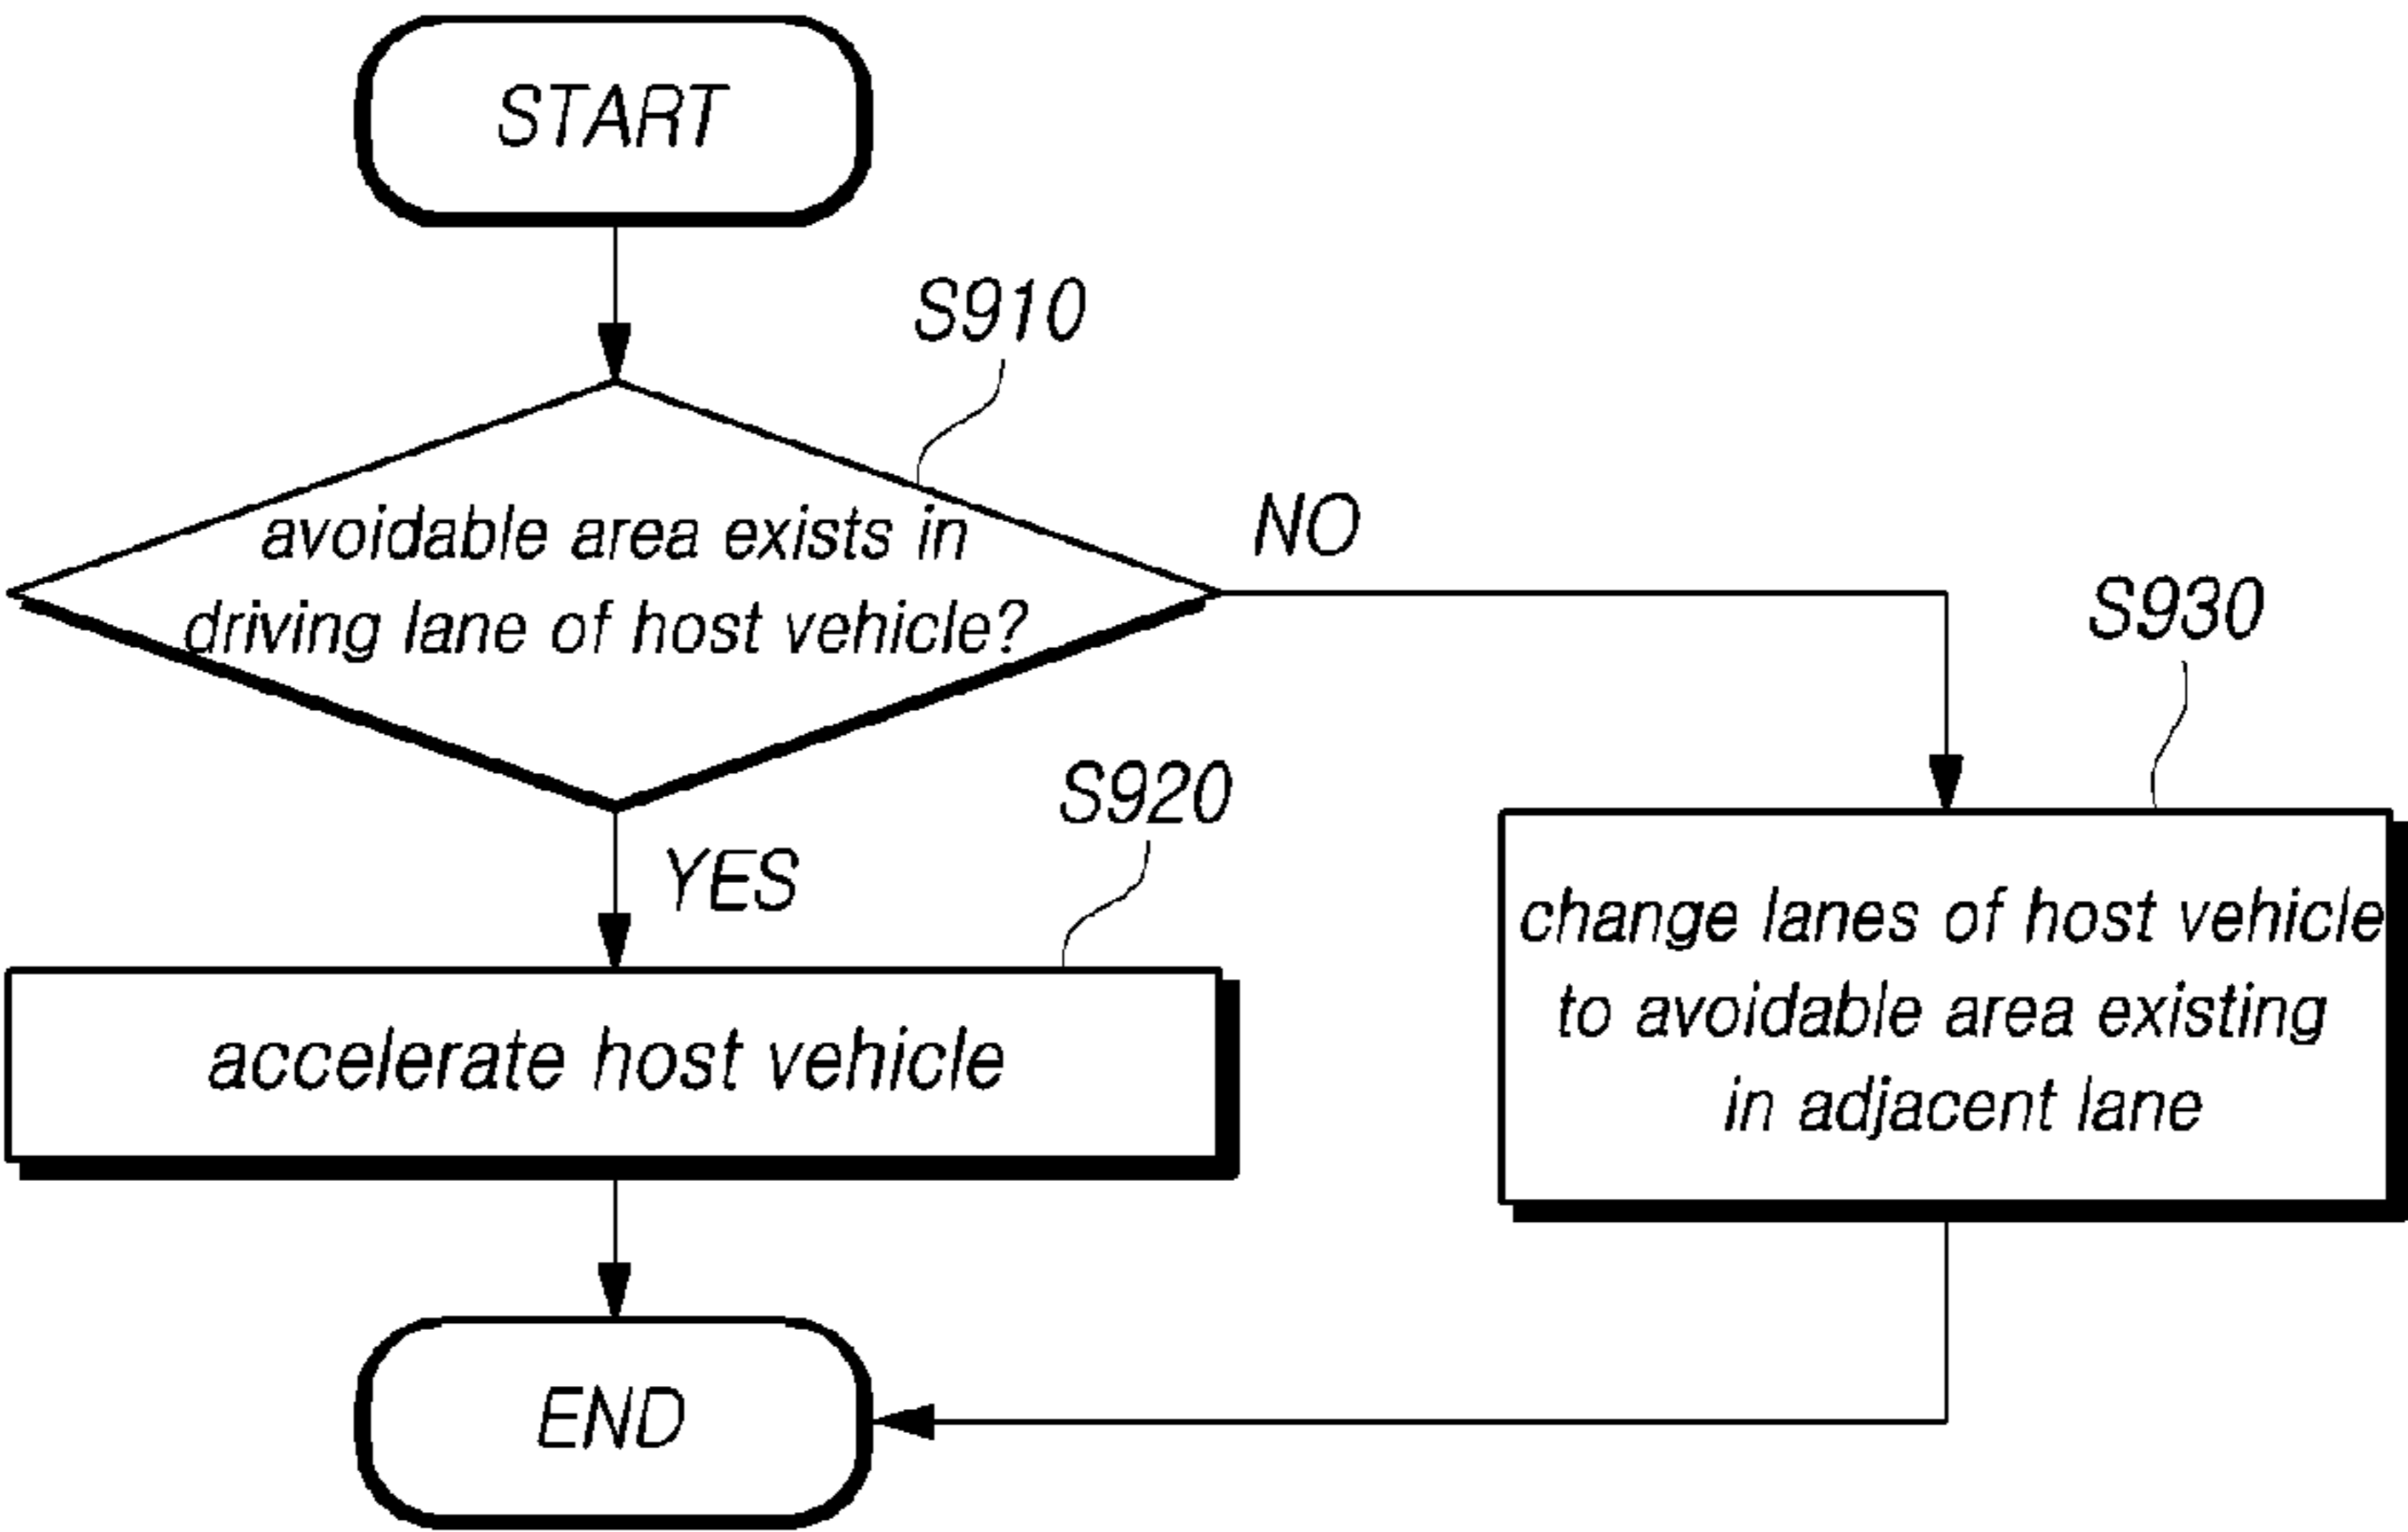 START
S910
avoidable area exists in
driving lane of host vehicle?
NO
S930
YES
S920
accelerate host vehicle
change lanes of host vehicle
to avoidable area existing
in adjacent lane
END